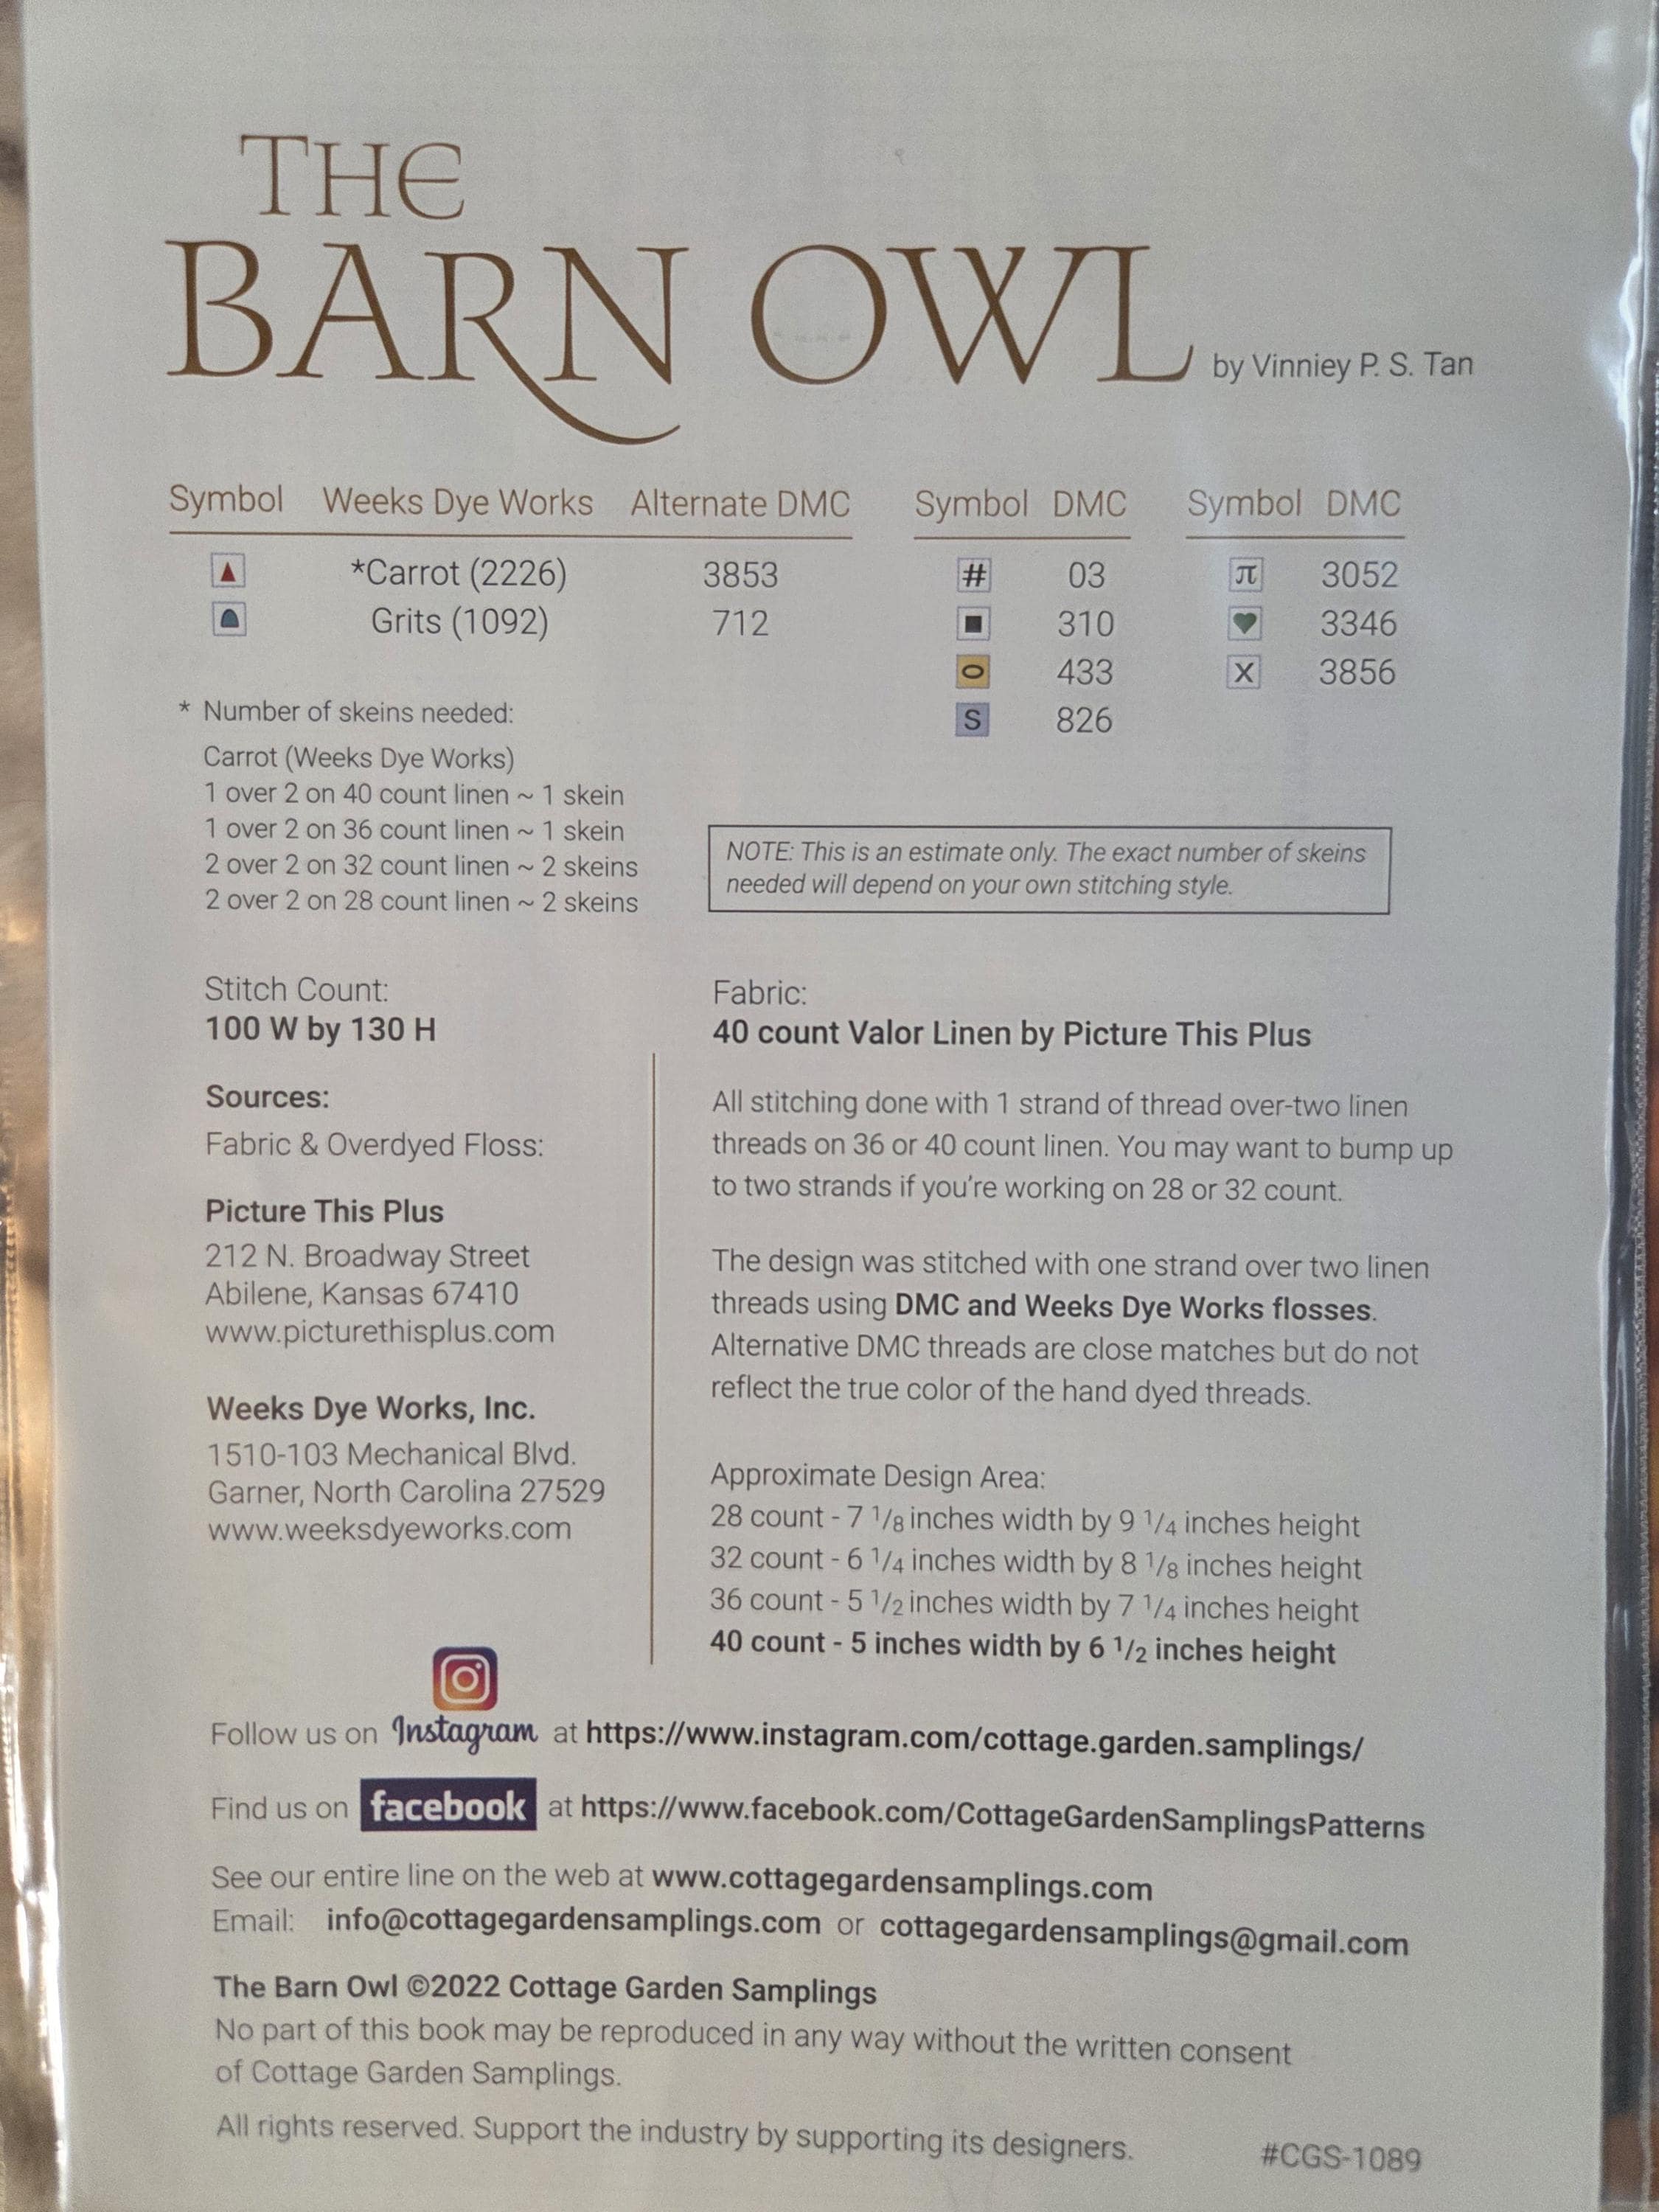 THE
BARN OWL by Vinniey P. S. Tan
Symbol Weeks Dye Works Alternate DMC
▲ *Carrot (2226) 3853
Grits (1092) 712
Symbol DMC
# 03
■ 310
O 433
S 826
Symbol DMC
π 3052
♥ 3346
X 3856
* Number of skeins needed:
Carrot (Weeks Dye Works)
1 over 2 on 40 count linen ~ 1 skein
1 over 2 on 36 count linen ~ 1 skein
2 over 2 on 32 count linen ~ 2 skeins
2 over 2 on 28 count linen ~ 2 skeins
NOTE: This is an estimate only. The exact number of skeins
needed will depend on your own stitching style.
Stitch Count:
100 W by 130 H
Sources:
Fabric & Overdyed Floss:
Picture This Plus
212 N. Broadway Street
Abilene, Kansas 67410
www.picturethisplus.com
Weeks Dye Works, Inc.
1510-103 Mechanical Blvd.
Garner, North Carolina 27529
www.weeksdyeworks.com
Fabric:
40 count Valor Linen by Picture This Plus
All stitching done with 1 strand of thread over-two linen
threads on 36 or 40 count linen. You may want to bump up
to two strands if you're working on 28 or 32 count.
The design was stitched with one strand over two linen
threads using DMC and Weeks Dye Works flosses.
Alternative DMC threads are close matches but do not
reflect the true color of the hand dyed threads.
Approximate Design Area:
28 count - 7 1/8 inches width by 9 1/4 inches height
32 count - 6 1/4 inches width by 8 1/8 inches height
36 count - 5 1/2 inches width by 7 1/4 inches height
40 count - 5 inches width by 6 1/2 inches height
Follow us on Instagram at https://www.instagram.com/cottage.garden.samplings/
Find us on facebook at https://www.facebook.com/CottageGardenSamplingsPatterns
See our entire line on the web at www.cottagegardensamplings.com
Email: info@cottagegardensamplings.com or cottagegardensamplings@gmail.com
The Barn Owl ©2022 Cottage Garden Samplings
No part of this book may be reproduced in any way without the written consent
of Cottage Garden Samplings.
All rights reserved. Support the industry by supporting its designers.
#CGS-1089